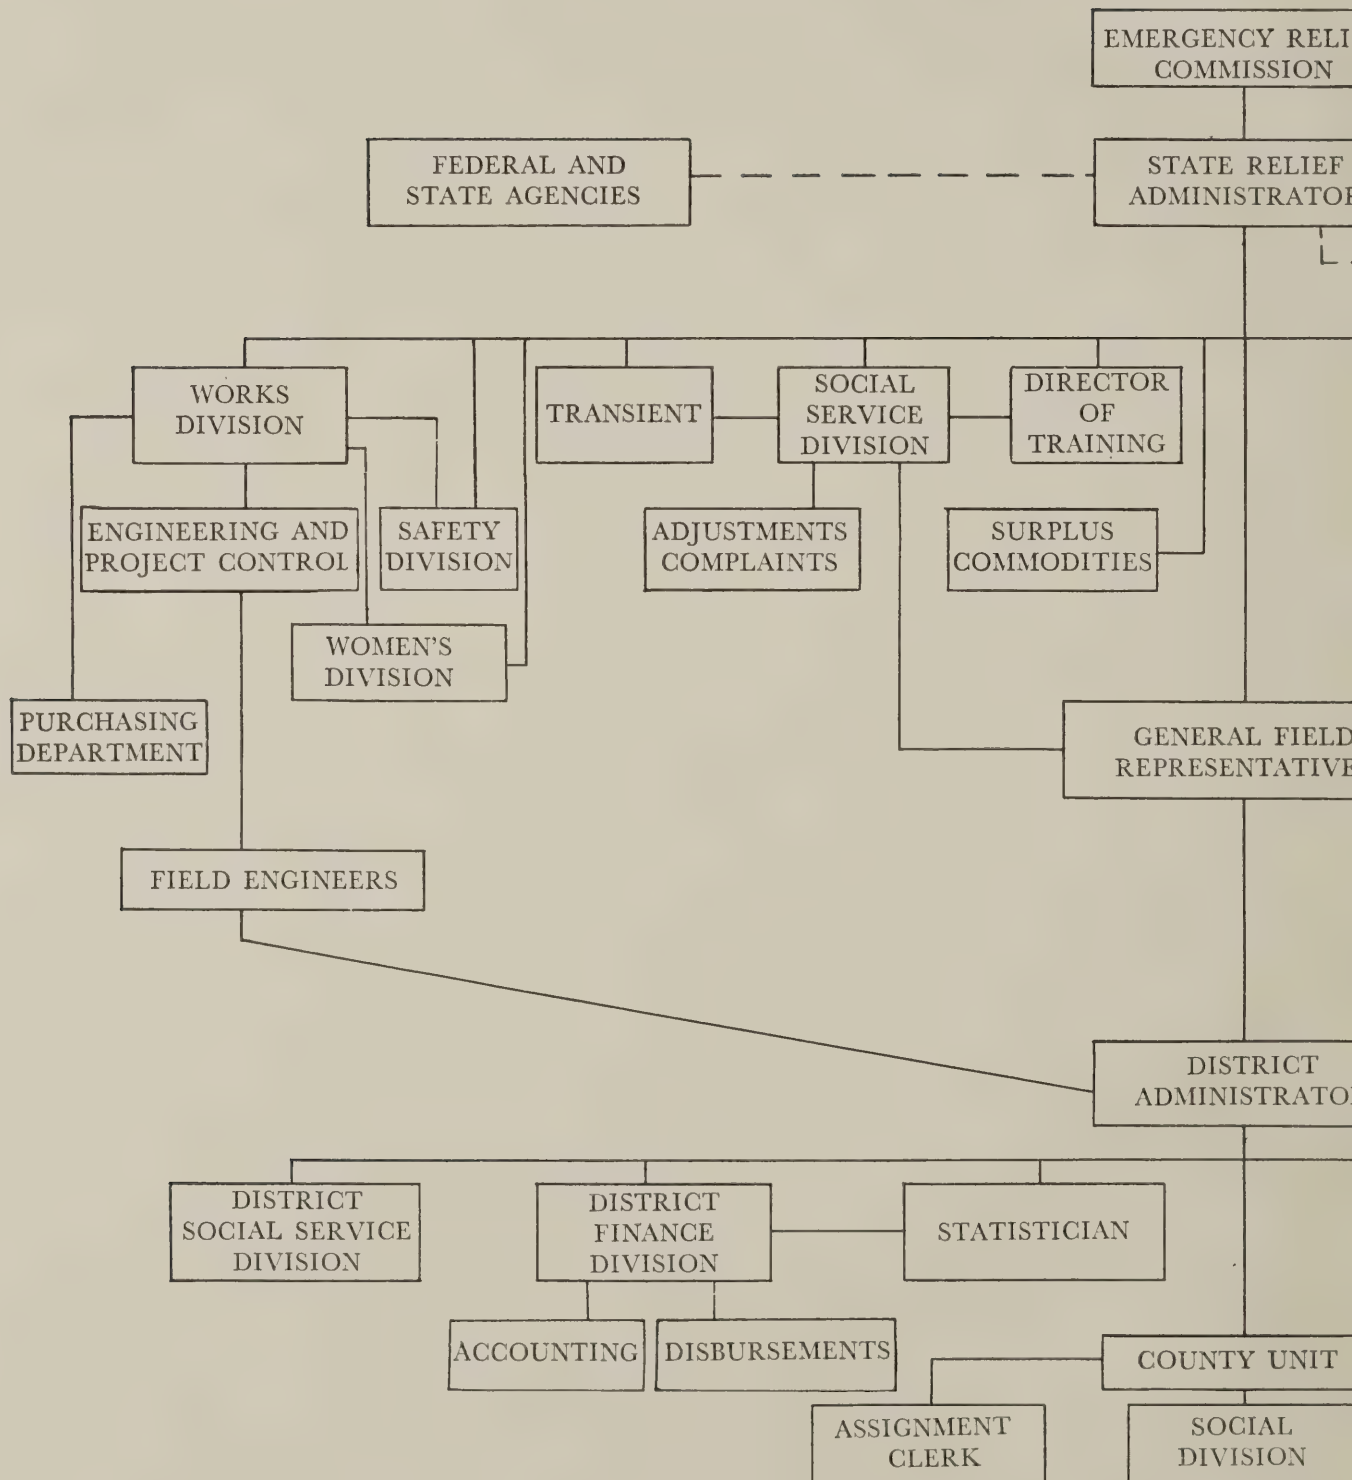 EMERGENCY RELI
COMMISSION
FEDERAL AND
STATE AGENCIES
STATE RELIEF
ADMINISTRATOR
WORKS
DIVISION
TRANSIENT
SOCIAL
SERVICE
DIVISION
DIRECTOR
OF
TRAINING
ENGINEERING AND
PROJECT CONTROL
SAFETY
DIVISION
ADJUSTMENTS
COMPLAINTS
SURPLUS
COMMODITIES
WOMEN'S
DIVISION
PURCHASING
DEPARTMENT
GENERAL FIELD
REPRESENTATIVE
FIELD ENGINEERS
DISTRICT
ADMINISTRATO
DISTRICT
SOCIAL SERVICE
DIVISION
DISTRICT
FINANCE
DIVISION
STATISTICIAN
ACCOUNTING
DISBURSEMENTS
COUNTY UNIT
ASSIGNMENT
CLERK
SOCIAL
DIVISION